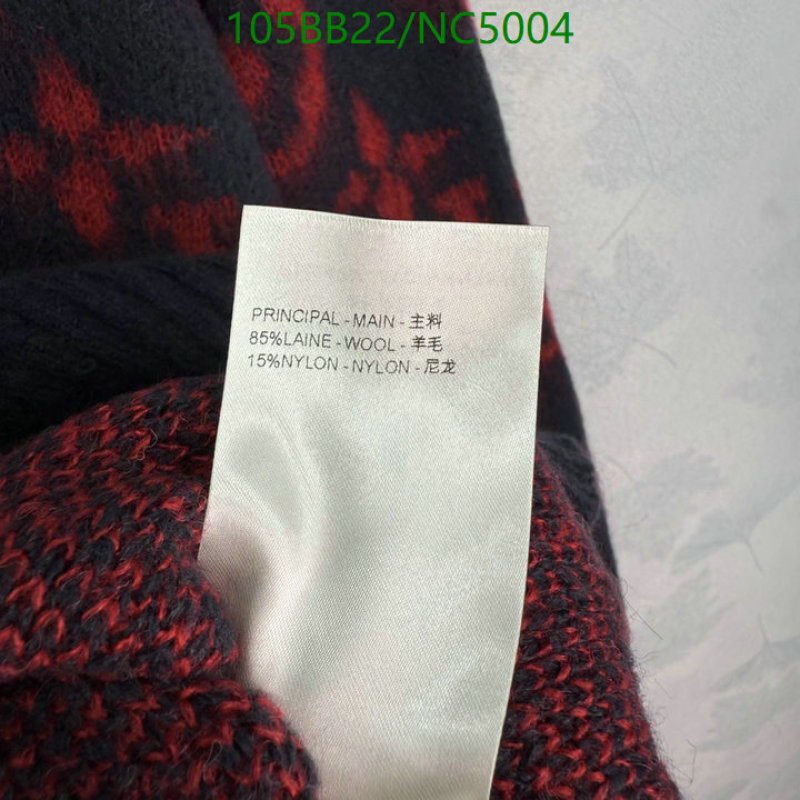 105BB22/NC5004
PRINCIPAL - MAIN - 主料
85%LAINE - WOOL - 羊毛
15%NYLON - NYLON - 尼龙